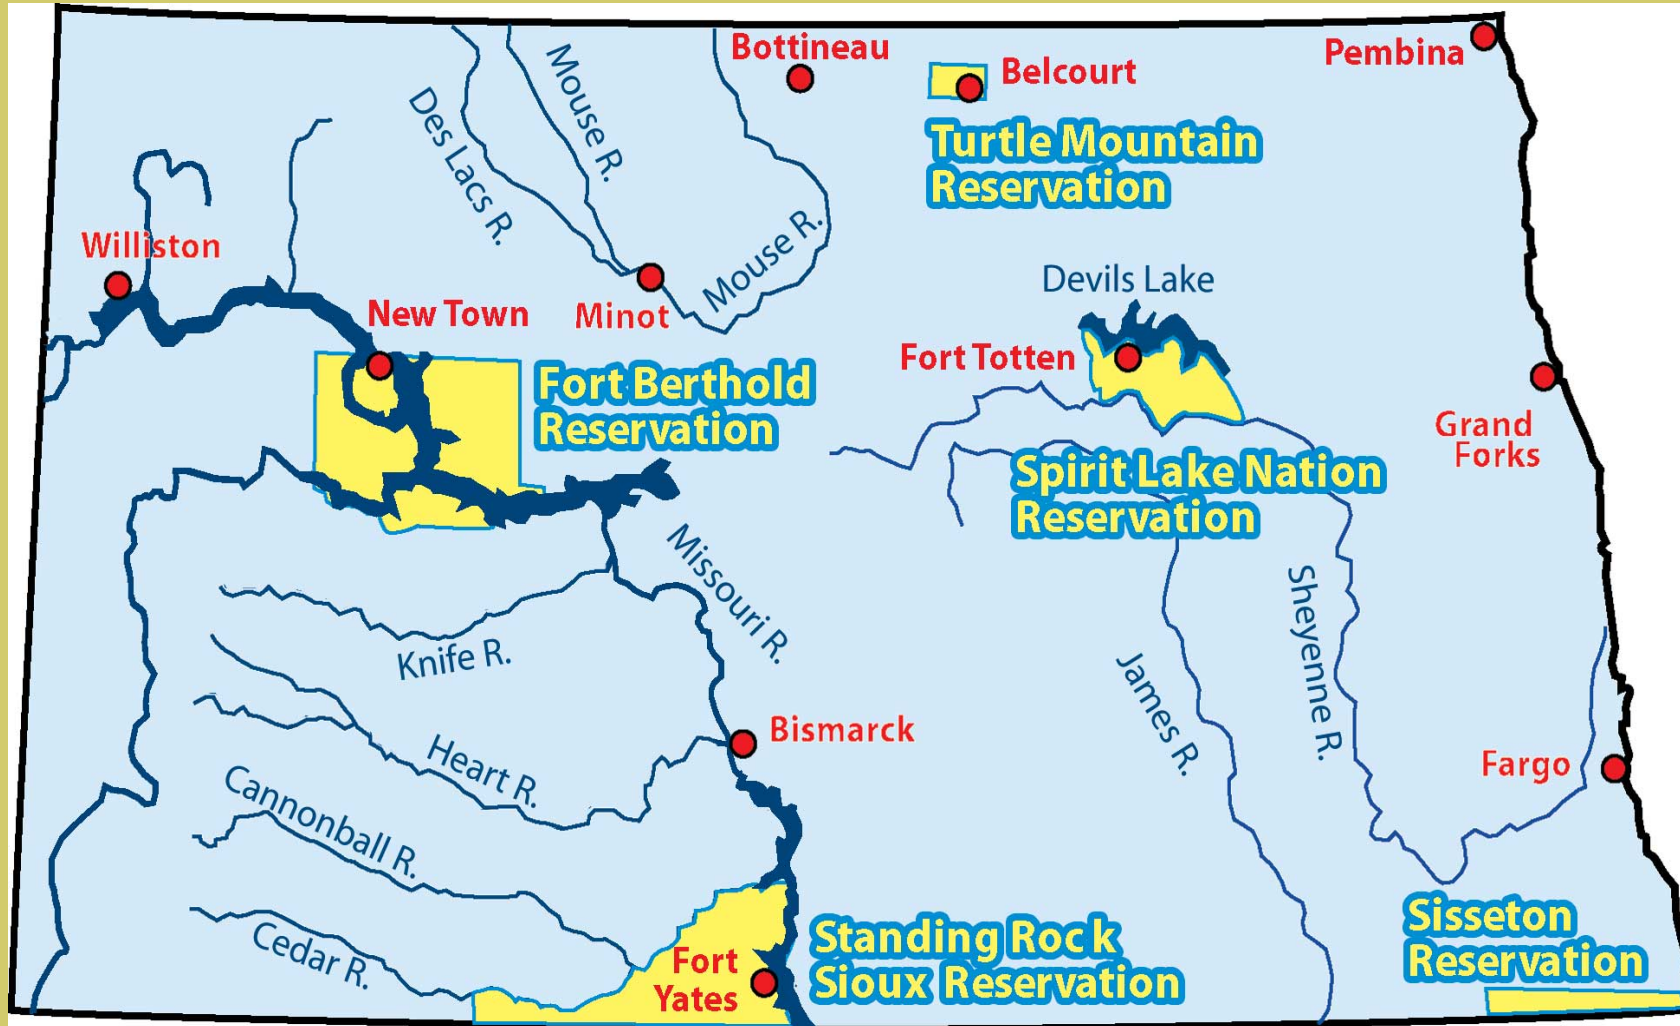 Bottineau
Pembina
Belcourt
Mouse R.
Des Lacs R.
Turtle Mountain
Reservation
Williston
Mouse R.
Devils Lake
New Town
Minot
Fort Totten
Fort Berthold
Reservation
Grand
Forks
Spirit Lake Nation
Reservation
Missouri R.
Sheyenne R.
Knife R.
James R.
Bismarck
Heart R.
Fargo
Cannonball R.
Sisseton
Reservation
Standing Rock
Sioux Reservation
Cedar R.
Fort
Yates